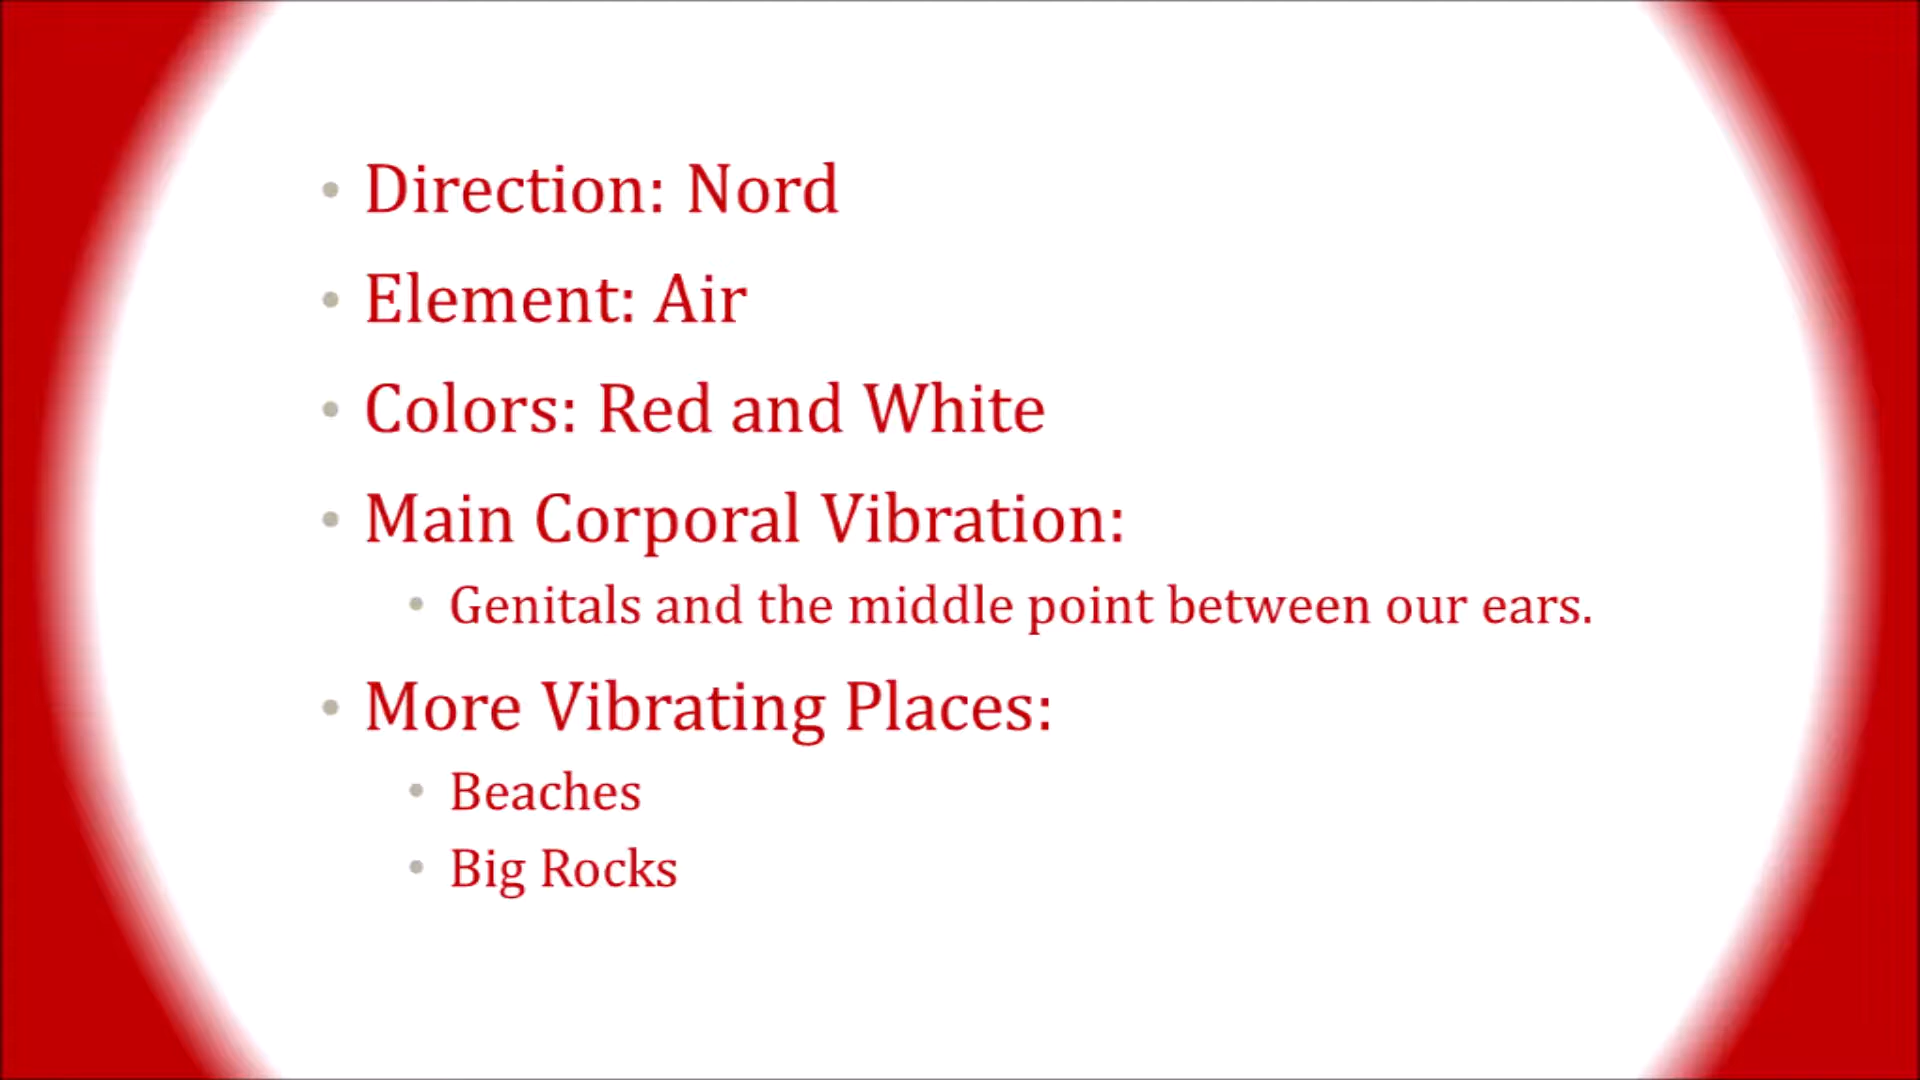 Direction: Nord
Element: Air
Colors: Red and White
Main Corporal Vibration:
Genitals and the middle point between our ears.
More Vibrating Places:
Beaches
Big Rocks